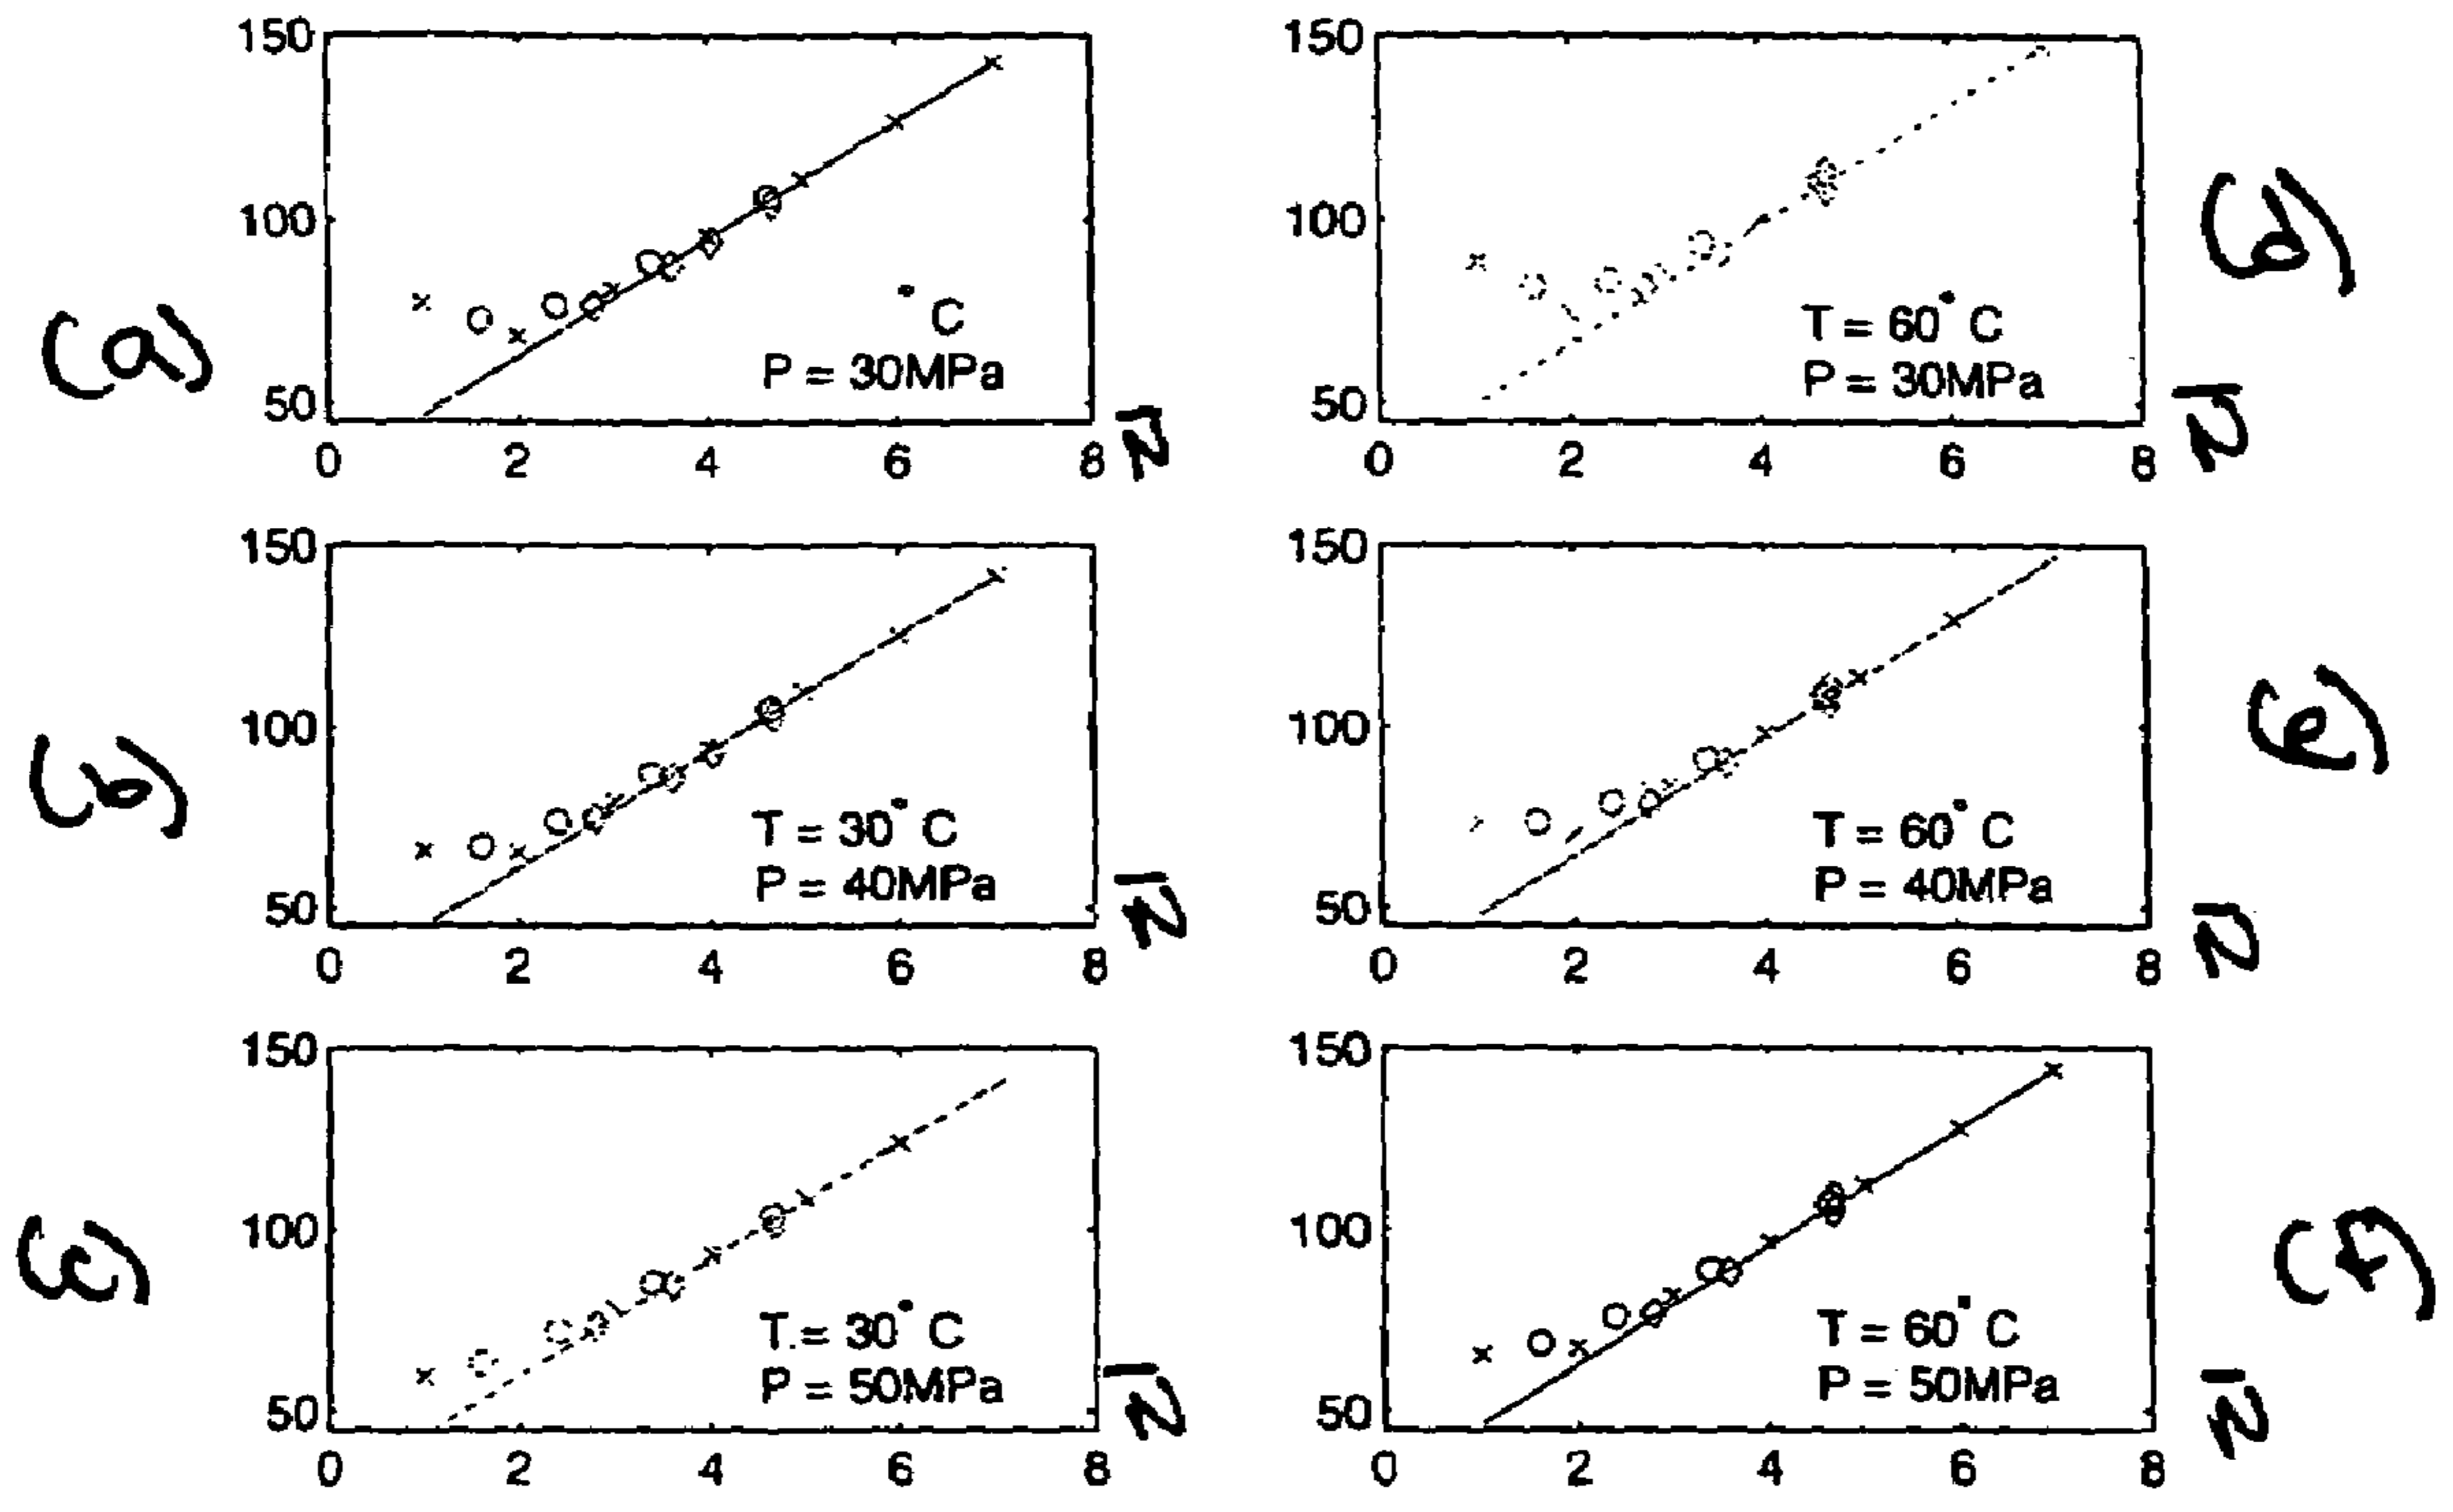 150
100
50
0 2 4 6 8
(a)
° C
P = 30MPa
n̄
150
100
50
0 2 4 6 8
T = 60° C
P = 30MPa
(d)
n̄
150
100
50
0 2 4 6 8
(b)
T = 30° C
P = 40MPa
n̄
150
100
50
0 2 4 6 8
T = 60° C
P = 40MPa
(e)
n̄
150
100
50
0 2 4 6 8
(c)
T. = 30° C
P = 50MPa
n̄
150
100
50
0 2 4 6 8
T = 60° C
P = 50MPa
(f)
n̄